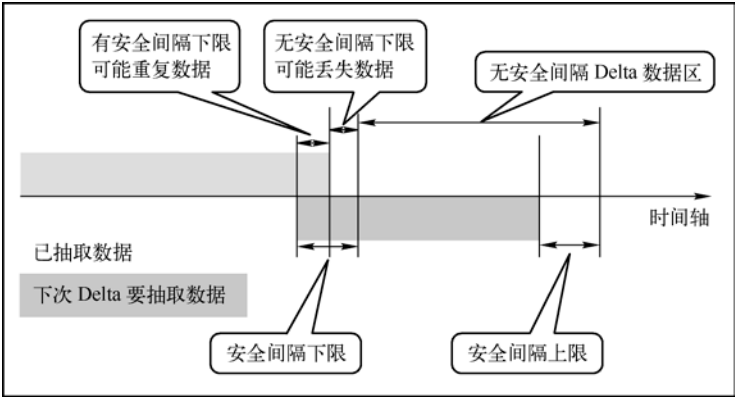 有安全间隔下限
可能重复数据
无安全间隔下限
可能丢失数据
无安全间隔 Delta 数据区
时间轴
已抽取数据
下次 Delta 要抽取数据
安全间隔下限
安全间隔上限